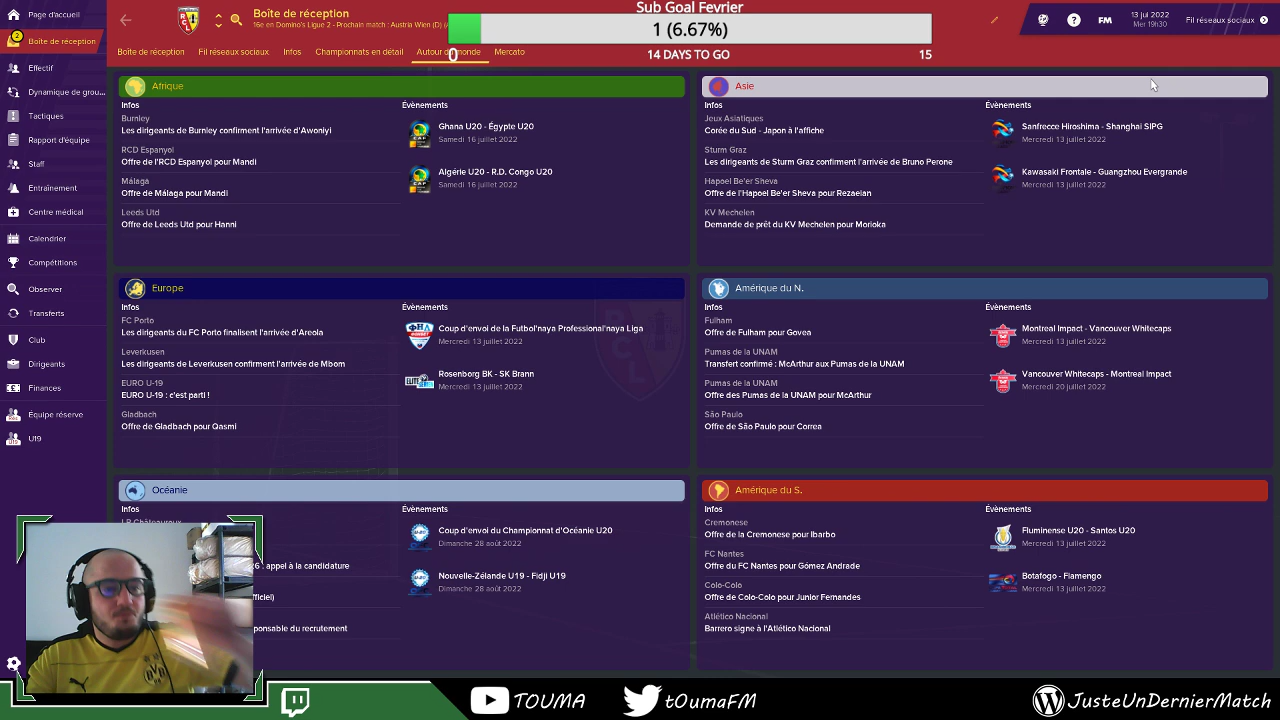 Sub Goal Fevrier
1 (6.67%)
0
14 DAYS TO GO
15
Boîte de réception
13 jul 2022
Mer 19h30
FM
Fil réseaux sociaux
Boîte de réception
Fil réseaux sociaux
Infos
Championnats en détail
Mercato
Page d'accueil
2
Boîte de réception
Effectif
Dynamique de grou...
Tactiques
Rapport d'équipe
Staff
Entraînement
Centre médical
Calendrier
Compétitions
Observer
Transferts
Club
Dirigeants
Finances
Équipe réserve
U19
Afrique
Infos
Évènements
Burnley
Les dirigeants de Burnley confirment l'arrivée d'Awoniyi
RCD Espanyol
Offre de l'RCD Espanyol pour Mandi
Málaga
Offre de Málaga pour Mandi
Leeds Utd
Offre de Leeds Utd pour Hanni
Ghana U20 - Égypte U20
Samedi 16 juillet 2022
Algérie U20 - R.D. Congo U20
Samedi 16 juillet 2022
Asie
Infos
Évènements
Jeux Asiatiques
Corée du Sud - Japon à l'affiche
Sturm Graz
Les dirigeants de Sturm Graz confirment l'arrivée de Bruno Perone
Hapoel Be'er Sheva
Offre de l'Hapoel Be'er Sheva pour Rezaeian
KV Mechelen
Demande de prêt du KV Mechelen pour Morioka
Sanfrecce Hiroshima - Shanghai SIPG
Mercredi 13 juillet 2022
Kawasaki Frontale - Guangzhou Evergrande
Mercredi 13 juillet 2022
Europe
Infos
Évènements
FC Porto
Les dirigeants du FC Porto finalisent l'arrivée d'Areola
Leverkusen
Les dirigeants de Leverkusen confirment l'arrivée de Mbom
EURO U-19
EURO U-19 : c'est parti !
Gladbach
Offre de Gladbach pour Qasmi
Coup d'envoi de la Futbol'naya Professional'naya Liga
Mercredi 13 juillet 2022
Rosenborg BK - SK Brann
Mercredi 13 juillet 2022
Amérique du N.
Infos
Évènements
Fulham
Offre de Fulham pour Govea
Pumas de la UNAM
Transfert confirmé : McArthur aux Pumas de la UNAM
Pumas de la UNAM
Offre des Pumas de la UNAM pour McArthur
São Paulo
Offre de São Paulo pour Correa
Montreal Impact - Vancouver Whitecaps
Mercredi 13 juillet 2022
Vancouver Whitecaps - Montreal Impact
Mercredi 20 juillet 2022
Océanie
Infos
Évènements
: appel à la candidature
responsable du recrutement
Coup d'envoi du Championnat d'Océanie U20
Dimanche 28 août 2022
Nouvelle-Zélande U19 - Fidji U19
Dimanche 28 août 2022
Amérique du S.
Infos
Évènements
Cremonese
Offre de la Cremonese pour Ibarbo
FC Nantes
Offre du FC Nantes pour Gómez Andrade
Colo-Colo
Offre de Colo-Colo pour Junior Fernandes
Atlético Nacional
Barrero signe à l'Atlético Nacional
Fluminense U20 - Santos U20
Mercredi 13 juillet 2022
Botafogo - Flamengo
Mercredi 13 juillet 2022
TOUMA
tOumaFM
JusteUnDernierMatch